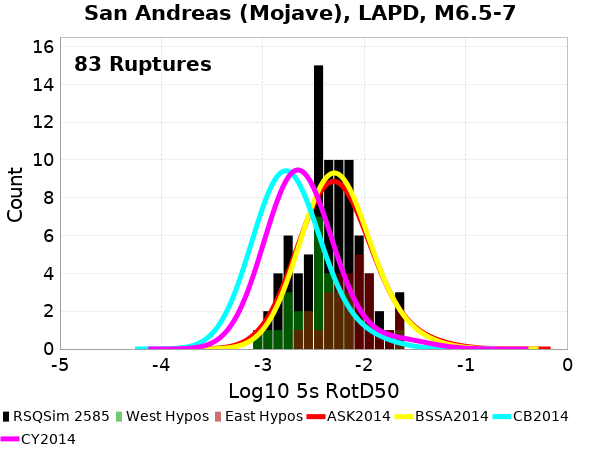 San Andreas (Mojave), LAPD, M6.5-7
83 Ruptures
16
14
12
10
8
6
4
2
0
Count
-5 -4 -3 -2 -1 0
Log10 5s RotD50
RSQSim 2585 West Hypos East Hypos ASK2014 BSSA2014 CB2014
CY2014